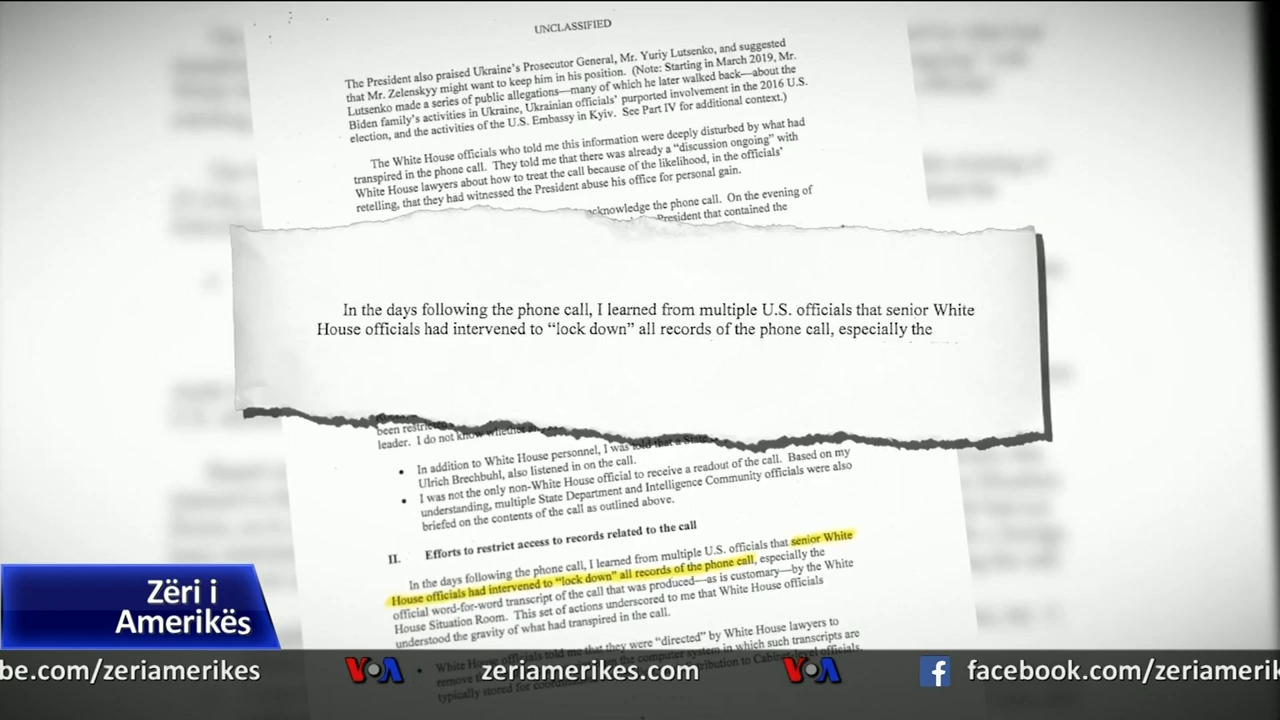 UNCLASSIFIED
The President also praised Ukraine's Prosecutor General, Mr. Yuriy Lutsenko, and suggested
that Mr. Zelenskyy might want to keep him in his position. (Note: Starting in March 2019, Mr.
Lutsenko made a series of public allegations—many of which he later walked back—about the
Biden family's activities in Ukraine, Ukrainian officials' purported involvement in the 2016 U.S.
election, and the activities of the U.S. Embassy in Kyiv. See Part IV for additional context.)
The White House officials who told me this information were deeply disturbed by what had
transpired in the phone call. They told me that there was already a “discussion ongoing” with
White House lawyers about how to treat the call because of the likelihood, in the officials'
retelling, that they had witnessed the President abuse his office for personal gain.
acknowledge the phone call. On the evening of
President that contained the
In the days following the phone call, I learned from multiple U.S. officials that senior White
House officials had intervened to “lock down” all records of the phone call, especially the
been
leader. I do not know whether
• In addition to White House personnel, I was told that a State
Ulrich Brechbuhl, also listened in on the call.
• I was not the only non-White House official to receive a readout of the call. Based on my
understanding, multiple State Department and Intelligence Community officials were also
briefed on the contents of the call as outlined above.
II. Efforts to restrict access to records related to the call
In the days following the phone call, I learned from multiple U.S. officials that senior White
House officials had intervened to “lock down” all records of the phone call, especially the
official word-for-word transcript of the call that was produced—as is customary—by the White
House Situation Room. This set of actions underscored to me that White House officials
understood the gravity of what had transpired in the call.
• White House officials told me that they were “directed” by White House lawyers to
remove the computer system in which such transcripts are
typically stored for officials.
Zëri i
Amerikës
be.com/zeriamerikes VOA zeriamerikes.com VOA f facebook.com/zeriamerik